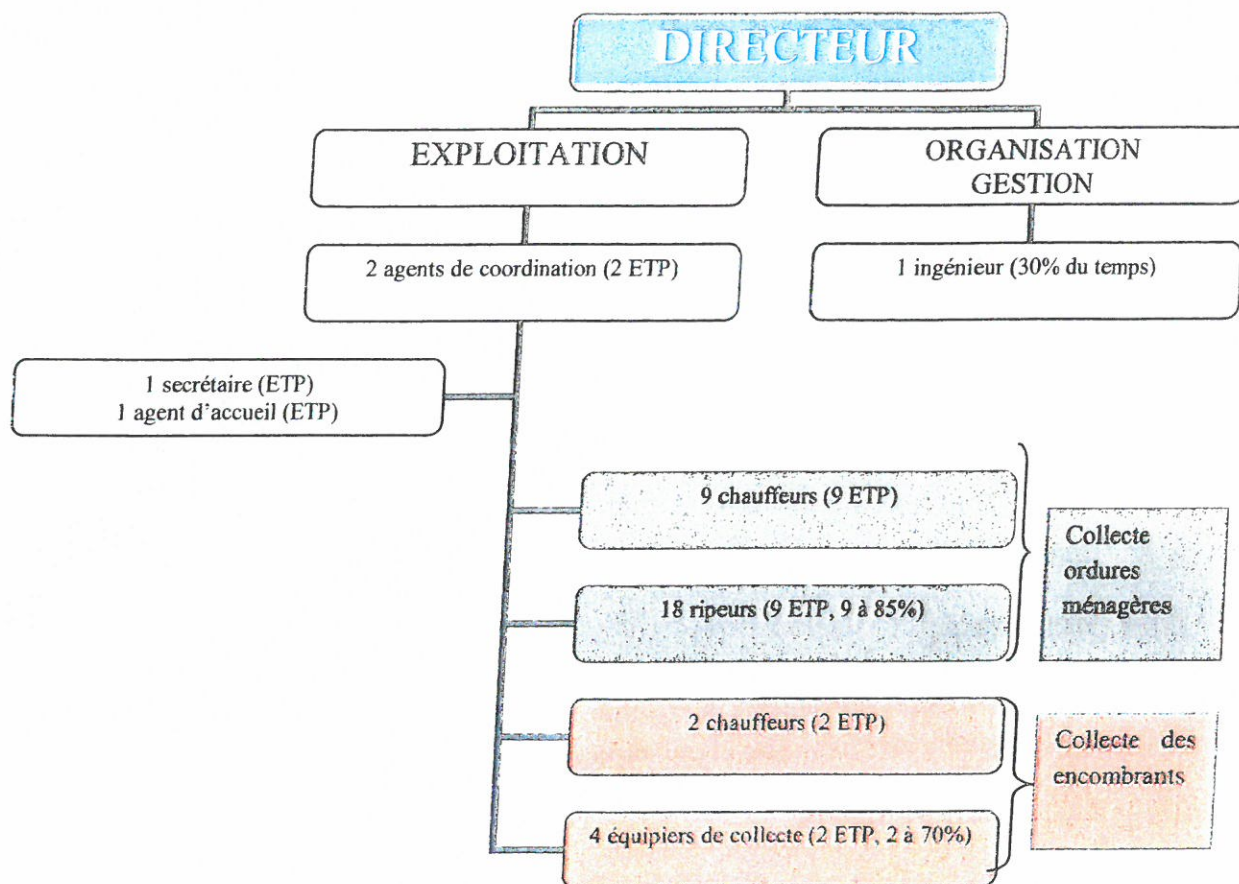 DIRECTEUR
EXPLOITATION
ORGANISATION
GESTION
2 agents de coordination (2 ETP)
1 ingénieur (30% du temps)
1 secrétaire (ETP)
1 agent d'accueil (ETP)
9 chauffeurs (9 ETP)
18 ripeurs (9 ETP, 9 à 85%)
Collecte
ordures
ménagères
2 chauffeurs (2 ETP)
4 équipiers de collecte (2 ETP, 2 à 70%)
Collecte des
encombrants